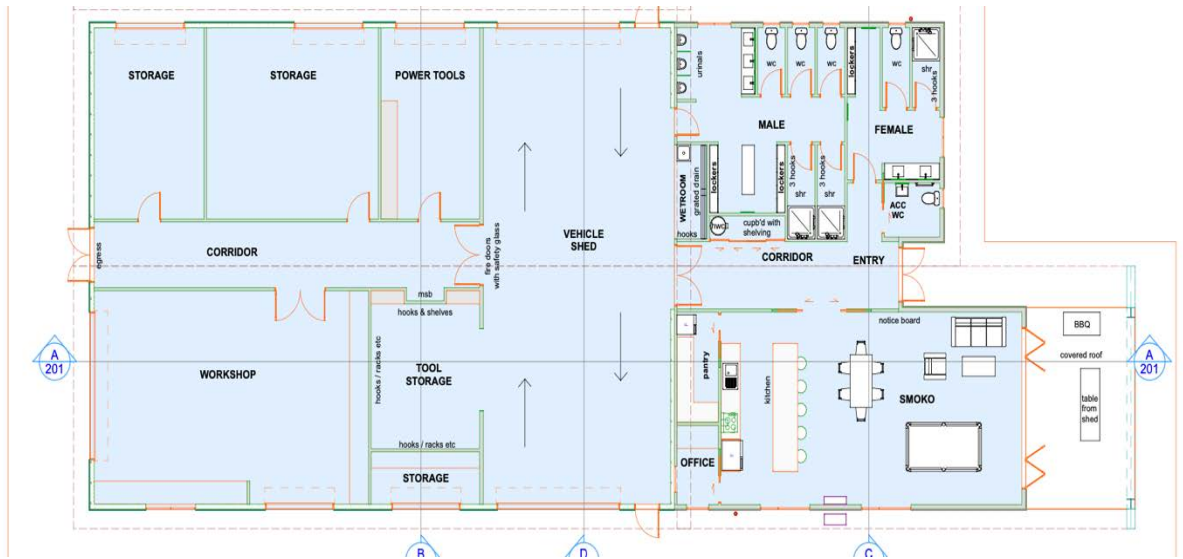 STORAGE
STORAGE
POWER TOOLS
urinals
wc
wc
wc
lockers
wc
shr
3 hooks
MALE
FEMALE
WETROOM
grated drain
hooks
lockers
lockers
3 hooks
3 hooks
shr
ACC
WC
hwc
cupb'd with
shelving
egress
CORRIDOR
fire doors
with safety glass
VEHICLE
SHED
CORRIDOR
ENTRY
msb
hooks & shelves
notice board
BBQ
covered roof
A
201
WORKSHOP
hooks / racks etc
TOOL
STORAGE
pantry
kitchen
SMOKO
table
from
shed
A
201
hooks / racks etc
STORAGE
OFFICE
B
D
C